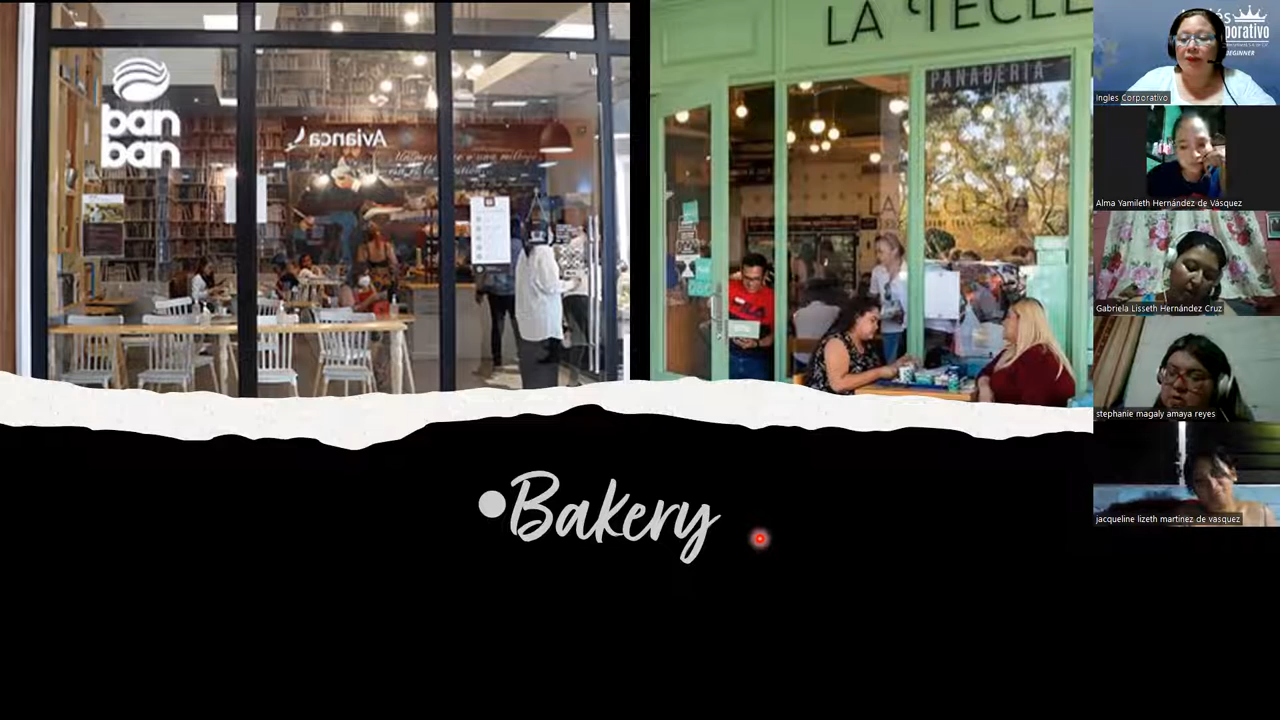 ban
ban
Avianca
LA TECLE
PANADERIA
Bakery
Ingles Corporativo
Alma Yamileth Hernández de Vásquez
Gabriela Lisseth Hernández Cruz
stephanie magaly amaya reyes
jacqueline lizeth martinez de vasquez